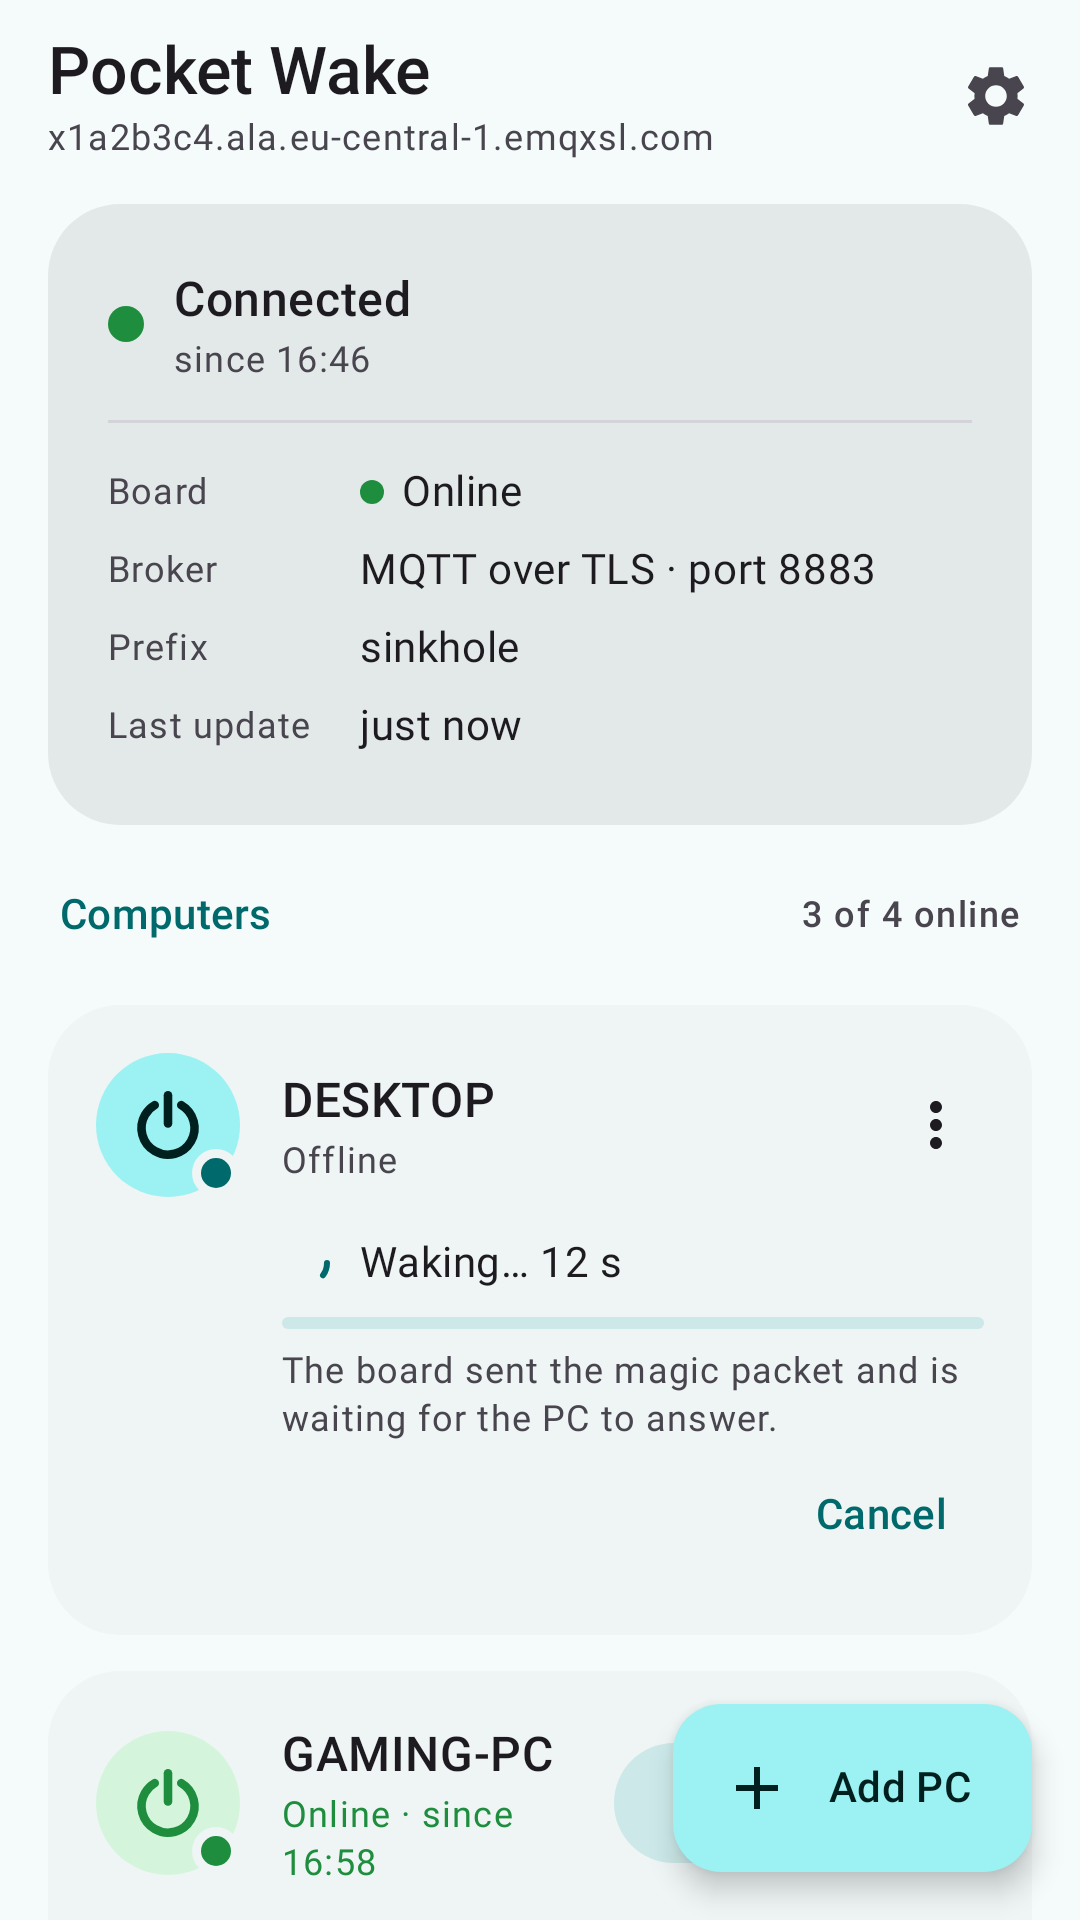 Pocket Wake
x1a2b3c4.ala.eu-central-1.emqxsl.com
Connected
since 16:46
Board Online
Broker MQTT over TLS · port 8883
Prefix sinkhole
Last update just now
Computers 3 of 4 online
DESKTOP
Offline
Waking… 12 s
The board sent the magic packet and is
waiting for the PC to answer.
Cancel
GAMING-PC
Online · since
16:58
Add PC